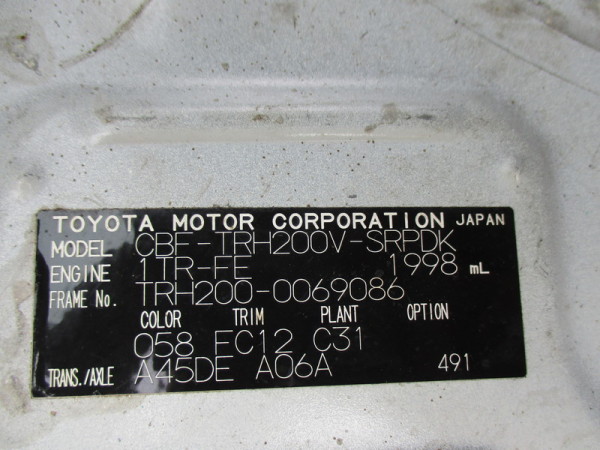 TOYOTA MOTOR CORPORATION JAPAN
MODEL CBF-TRH200V-SRPDK
ENGINE 1TR-FE 1998 mL
FRAME No. TRH200-0069086
COLOR TRIM PLANT OPTION
058 FC12 C31
TRANS./AXLE A45DE A06A 491